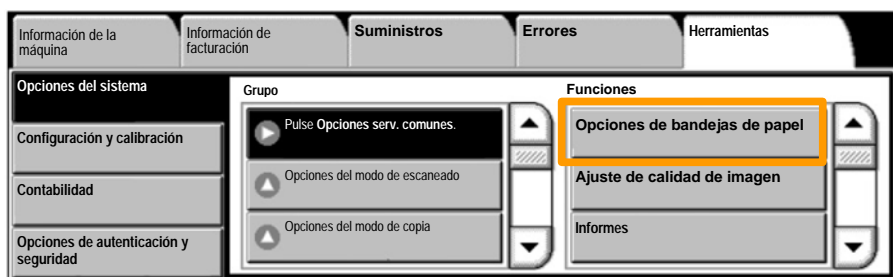 Información de la
máquina
Información de
facturación
Suministros
Errores
Herramientas
Opciones del sistema
Configuración y calibración
Contabilidad
Opciones de autenticación y
seguridad
Grupo
Pulse Opciones serv. comunes.
Opciones del modo de escaneado
Opciones del modo de copia
Funciones
Opciones de bandejas de papel
Ajuste de calidad de imagen
Informes